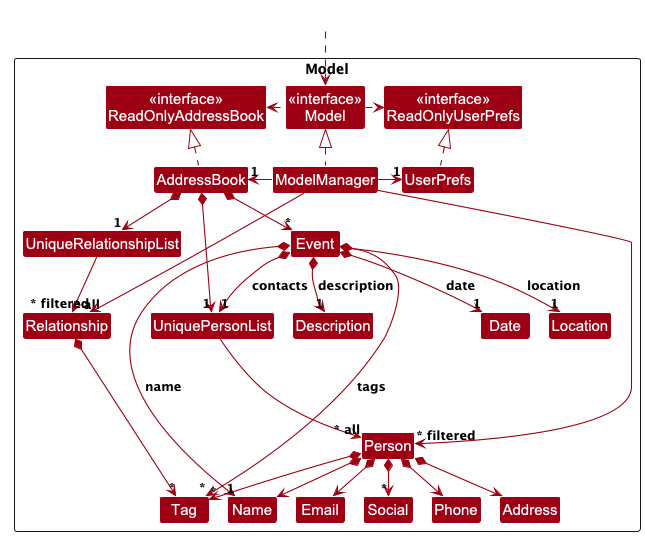 Model
«interface»
ReadOnlyAddressBook
«interface»
Model
«interface»
ReadOnlyUserPrefs
AddressBook
1
ModelManager
1
UserPrefs
1
*
UniqueRelationshipList
Event
contacts
description
date
location
* filtered
all
1
1
1
1
1
Relationship
UniquePersonList
Description
Date
Location
name
tags
* all
* filtered
Person
*
*
*
1
*
Tag
Name
Email
Social
Phone
Address